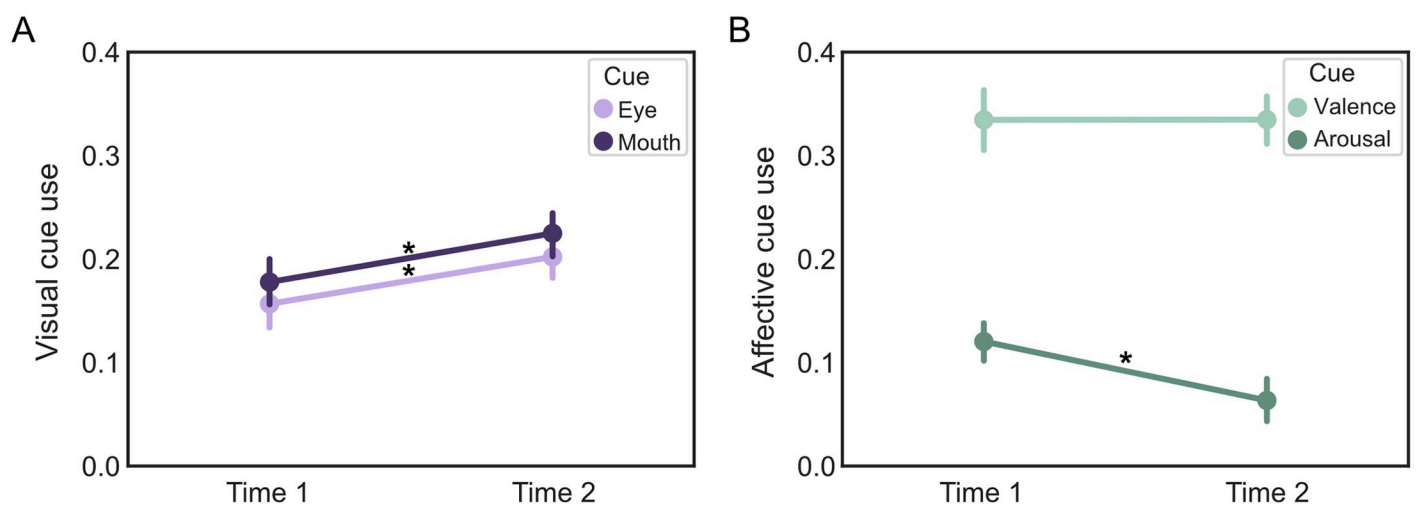 A
Visual cue use
0.4
0.3
0.2
0.1
0.0
Cue
Eye
Mouth
*
*
Time 1
Time 2
B
Affective cue use
0.4
0.3
0.2
0.1
0.0
Cue
Valence
Arousal
*
Time 1
Time 2